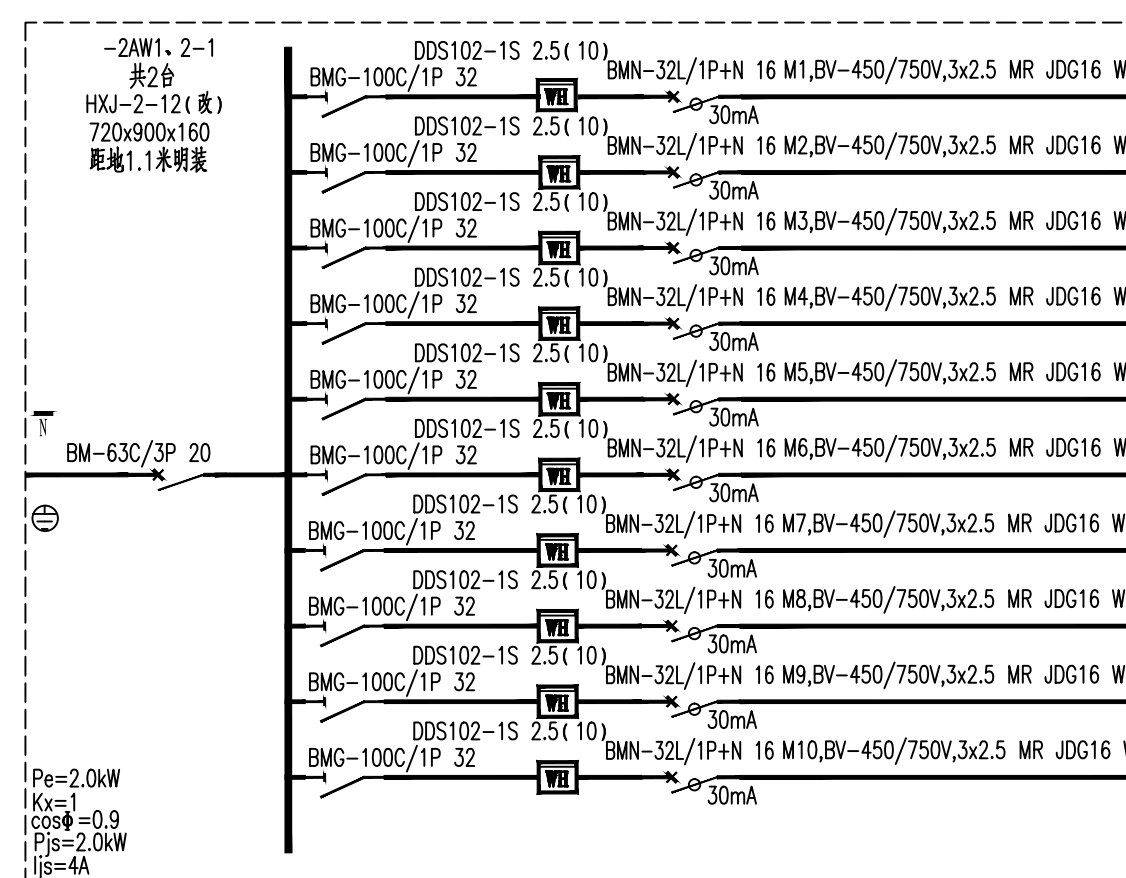 -2AW1、2-1
共2台
HXJ-2-12(改)
720x900x160
距地1.1米明装
DDS102-1S 2.5(10)
BMG-100C/1P 32
WH
BMN-32L/1P+N 16 M1,BV-450/750V,3x2.5 MR JDG16 W
30mA
DDS102-1S 2.5(10)
BMG-100C/1P 32
WH
BMN-32L/1P+N 16 M2,BV-450/750V,3x2.5 MR JDG16 W
30mA
DDS102-1S 2.5(10)
BMG-100C/1P 32
WH
BMN-32L/1P+N 16 M3,BV-450/750V,3x2.5 MR JDG16 W
30mA
DDS102-1S 2.5(10)
BMG-100C/1P 32
WH
BMN-32L/1P+N 16 M4,BV-450/750V,3x2.5 MR JDG16 W
30mA
DDS102-1S 2.5(10)
BMG-100C/1P 32
WH
BMN-32L/1P+N 16 M5,BV-450/750V,3x2.5 MR JDG16 W
30mA
N
BM-63C/3P 20
DDS102-1S 2.5(10)
BMG-100C/1P 32
WH
BMN-32L/1P+N 16 M6,BV-450/750V,3x2.5 MR JDG16 W
30mA
DDS102-1S 2.5(10)
BMG-100C/1P 32
WH
BMN-32L/1P+N 16 M7,BV-450/750V,3x2.5 MR JDG16 W
30mA
DDS102-1S 2.5(10)
BMG-100C/1P 32
WH
BMN-32L/1P+N 16 M8,BV-450/750V,3x2.5 MR JDG16 W
30mA
DDS102-1S 2.5(10)
BMG-100C/1P 32
WH
BMN-32L/1P+N 16 M9,BV-450/750V,3x2.5 MR JDG16 W
30mA
DDS102-1S 2.5(10)
BMG-100C/1P 32
WH
BMN-32L/1P+N 16 M10,BV-450/750V,3x2.5 MR JDG16
30mA
Pe=2.0kW
Kx=1
cosΦ=0.9
Pjs=2.0kW
Ijs=4A